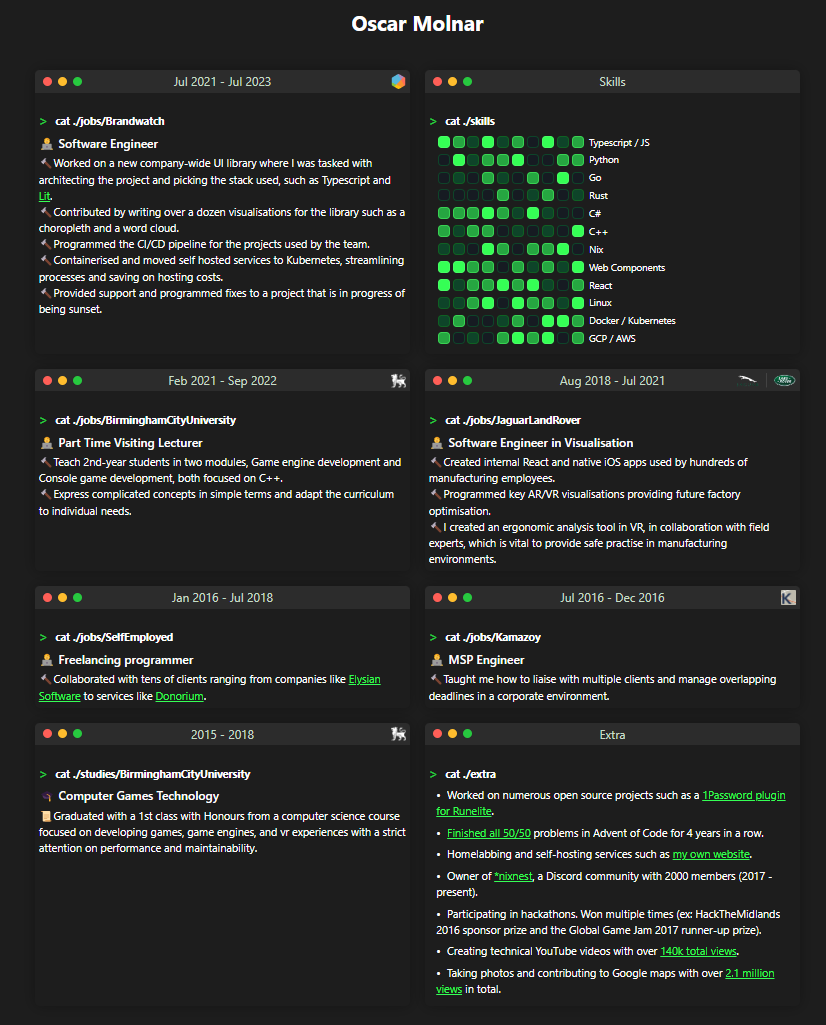 Oscar Molnar
Jul 2021 - Jul 2023
> cat ./jobs/Brandwatch
Software Engineer
Worked on a new company-wide UI library where I was tasked with
architecting the project and picking the stack used, such as Typescript and
Lit.
Contributed by writing over a dozen visualisations for the library such as a
choropleth and a word cloud.
Programmed the CI/CD pipeline for the projects used by the team.
Containerised and moved self hosted services to Kubernetes, streamlining
processes and saving on hosting costs.
Provided support and programmed fixes to a project that is in progress of
being sunset.
Skills
> cat ./skills
Typescript / JS
Python
Go
Rust
C#
C++
Nix
Web Components
React
Linux
Docker / Kubernetes
GCP / AWS
Feb 2021 - Sep 2022
> cat ./jobs/BirminghamCityUniversity
Part Time Visiting Lecturer
Teach 2nd-year students in two modules, Game engine development and
Console game development, both focused on C++.
Express complicated concepts in simple terms and adapt the curriculum
to individual needs.
Aug 2018 - Jul 2021
> cat ./jobs/JaguarLandRover
Software Engineer in Visualisation
Created internal React and native iOS apps used by hundreds of
manufacturing employees.
Programmed key AR/VR visualisations providing future factory
optimisation.
I created an ergonomic analysis tool in VR, in collaboration with field
experts, which is vital to provide safe practise in manufacturing
environments.
Jan 2016 - Jul 2018
> cat ./jobs/SelfEmployed
Freelancing programmer
Collaborated with tens of clients ranging from companies like Elysian
Software to services like Donorium.
Jul 2016 - Dec 2016
K
> cat ./jobs/Kamazoy
MSP Engineer
Taught me how to liaise with multiple clients and manage overlapping
deadlines in a corporate environment.
2015 - 2018
> cat ./studies/BirminghamCityUniversity
Computer Games Technology
Graduated with a 1st class with Honours from a computer science course
focused on developing games, game engines, and vr experiences with a strict
attention on performance and maintainability.
Extra
> cat ./extra
• Worked on numerous open source projects such as a 1Password plugin
for Runelite.
• Finished all 50/50 problems in Advent of Code for 4 years in a row.
• Homelabbing and self-hosting services such as my own website.
• Owner of *nixnest, a Discord community with 2000 members (2017 -
present).
• Participating in hackathons. Won multiple times (ex: HackTheMidlands
2016 sponsor prize and the Global Game Jam 2017 runner-up prize).
• Creating technical YouTube videos with over 140k total views.
• Taking photos and contributing to Google maps with over 2.1 million
views in total.